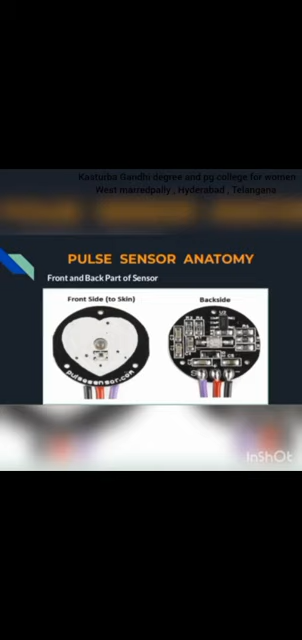 Kasturba Gandhi degree and pg college for women
West marredpally , Hyderabad , Telangana
PULSE SENSOR ANATOMY
Front and Back Part of Sensor
Front Side (to Skin)
Backside
pulsesensor.com
InShOt